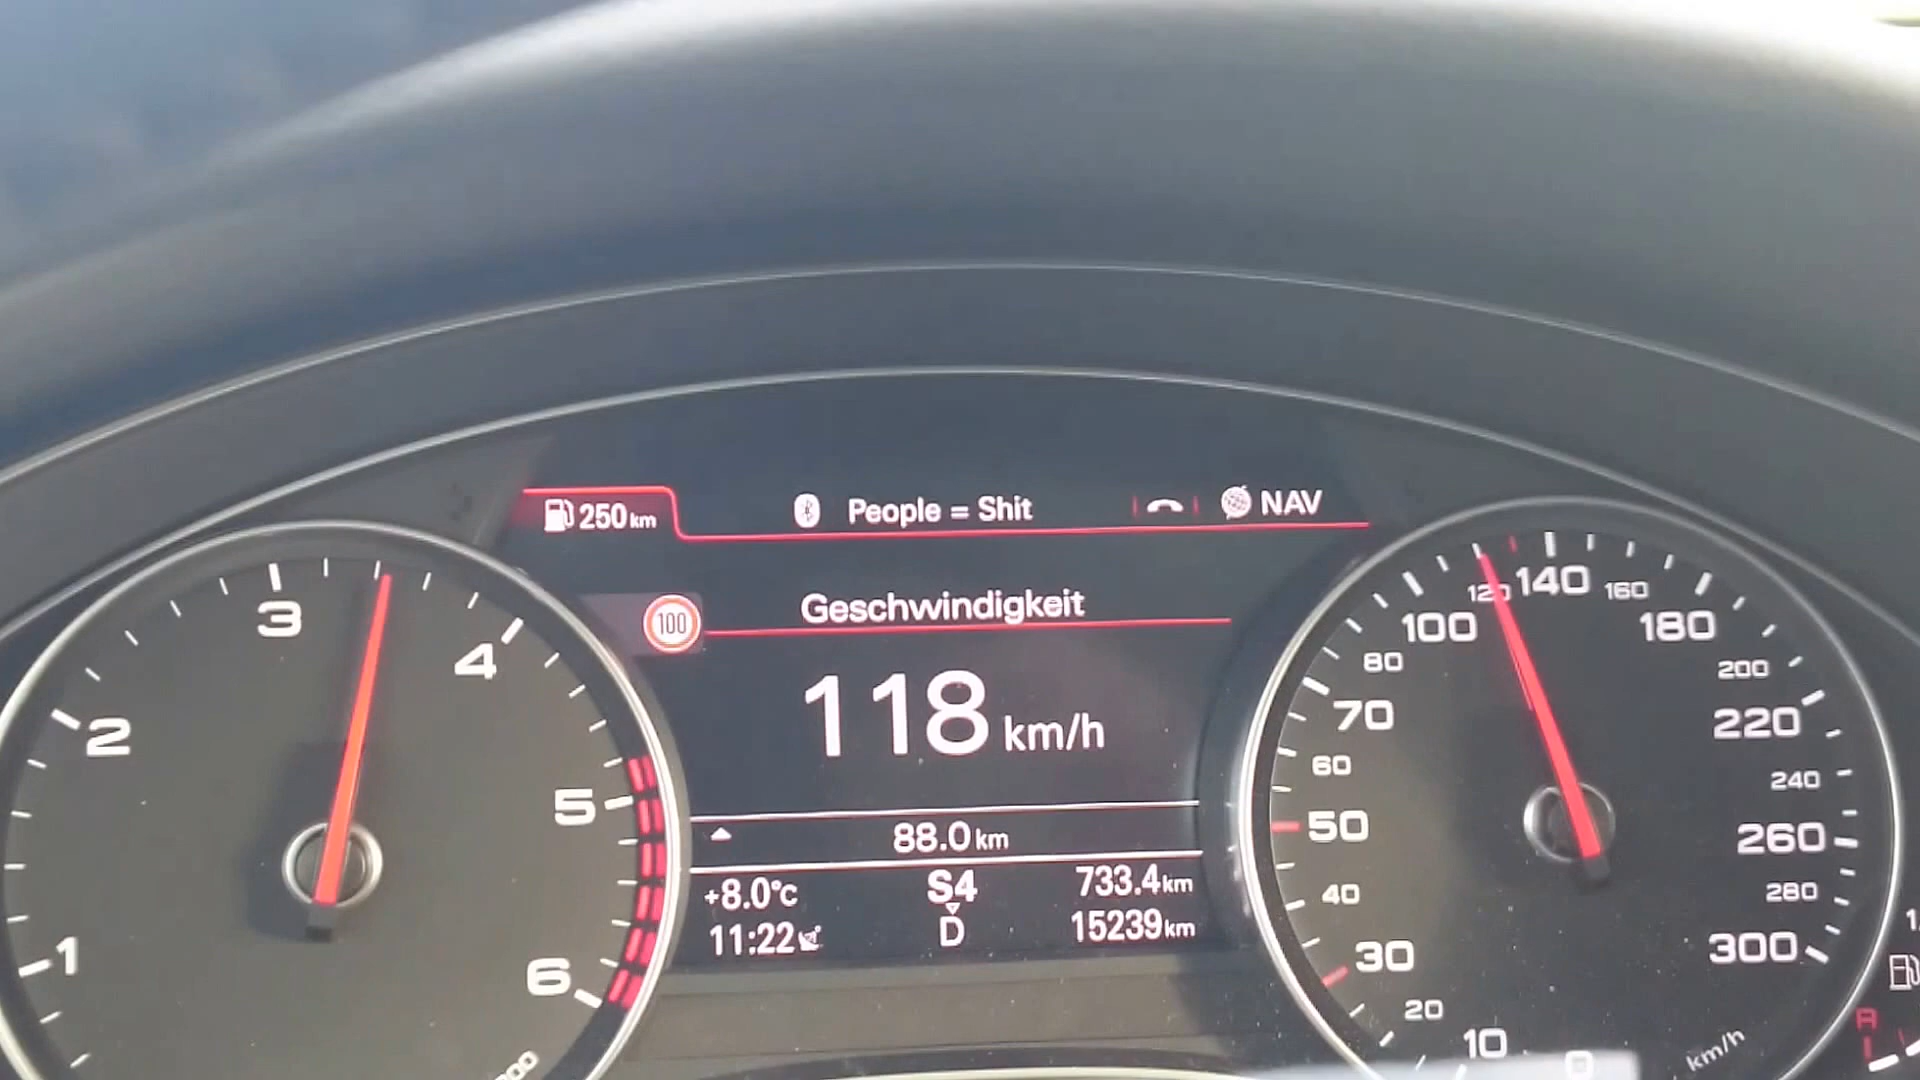 250 km
People = Shit
NAV
100
Geschwindigkeit
118 km/h
88.0 km
+8.0°C
S4
733.4 km
11:22
D
15239 km
1
2
3
4
5
6
0
10
20
30
40
50
60
70
80
100
120
140
160
180
200
220
240
260
280
300
km/h
R